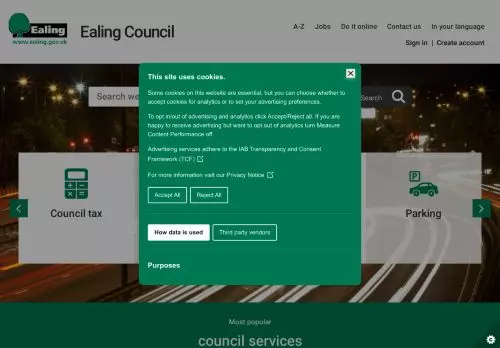 Ealing
www.ealing.gov.uk
Ealing Council
A-Z Jobs Do it online Contact us In your language
Sign in | Create account
Search we
Search
This site uses cookies.
Some cookies on this website are essential, but you can choose whether to
accept cookies for analytics or to set your advertising preferences.
To opt in/out of advertising and analytics click Accept/Reject all. If you are
happy to receive advertising but want to opt out of analytics turn Measure
Content Performance off.
Advertising services adhere to the IAB Transparency and Consent
Framework (TCF)
For more information visit our Privacy Notice
Accept All Reject All
How data is used Third party vendors
Purposes
Council tax
Parking
Most popular
council services